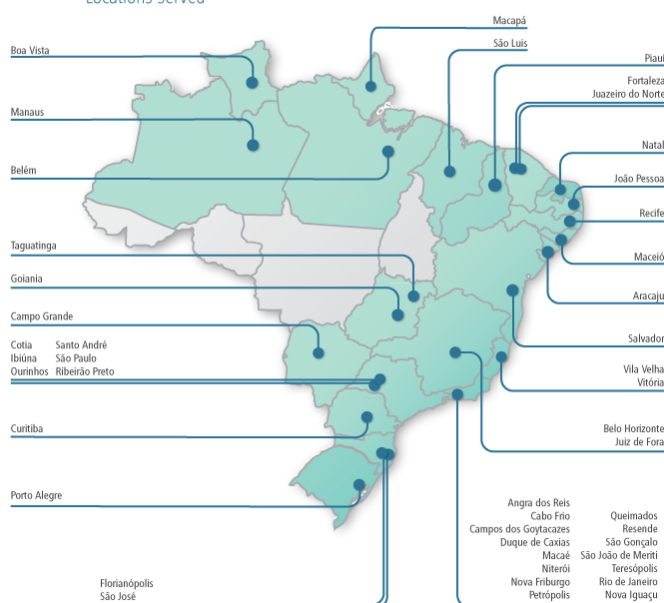 Locations Served
Macapá
Boa Vista
São Luis
Piauí
Fortaleza
Juazeiro do Norte
Manaus
Natal
Belém
João Pessoa
Recife
Taguatinga
Maceió
Goiania
Aracaju
Campo Grande
Salvador
Cotia Santo André
Ibiúna São Paulo
Ourinhos Ribeirão Preto
Vila Velha
Vitória
Curitiba
Belo Horizonte
Juiz de Fora
Porto Alegre
Angra dos Reis
Cabo Frio Queimados
Campos dos Goytacazes Resende
Duque de Caxias São Gonçalo
Macaé São João de Meriti
Niterói Teresópolis
Nova Friburgo Rio de Janeiro
Petrópolis Nova Iguaçu
Florianópolis
São José